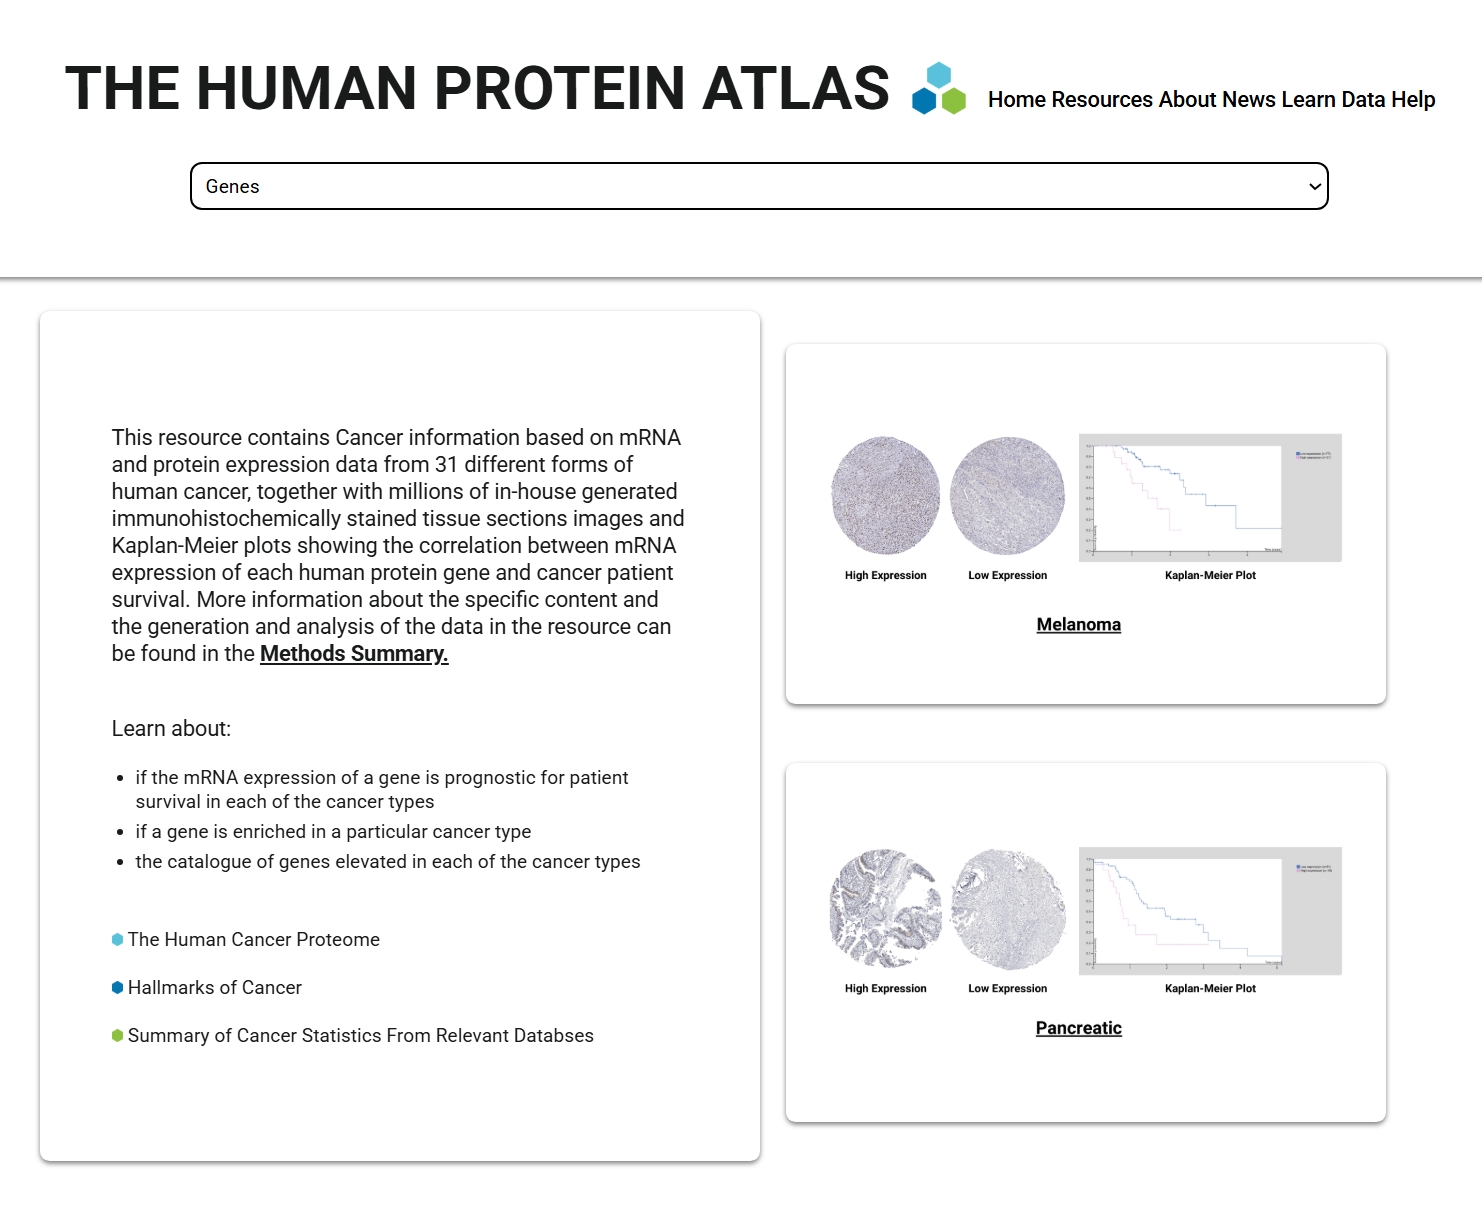 THE HUMAN PROTEIN ATLAS
Home Resources About News Learn Data Help
Genes
This resource contains Cancer information based on mRNA
and protein expression data from 31 different forms of
human cancer, together with millions of in-house generated
immunohistochemically stained tissue sections images and
Kaplan-Meier plots showing the correlation between mRNA
expression of each human protein gene and cancer patient
survival. More information about the specific content and
the generation and analysis of the data in the resource can
be found in the Methods Summary.
Learn about:
• if the mRNA expression of a gene is prognostic for patient
survival in each of the cancer types
• if a gene is enriched in a particular cancer type
• the catalogue of genes elevated in each of the cancer types
The Human Cancer Proteome
Hallmarks of Cancer
Summary of Cancer Statistics From Relevant Databses
High Expression Low Expression Kaplan-Meier Plot
Melanoma
High Expression Low Expression Kaplan-Meier Plot
Pancreatic